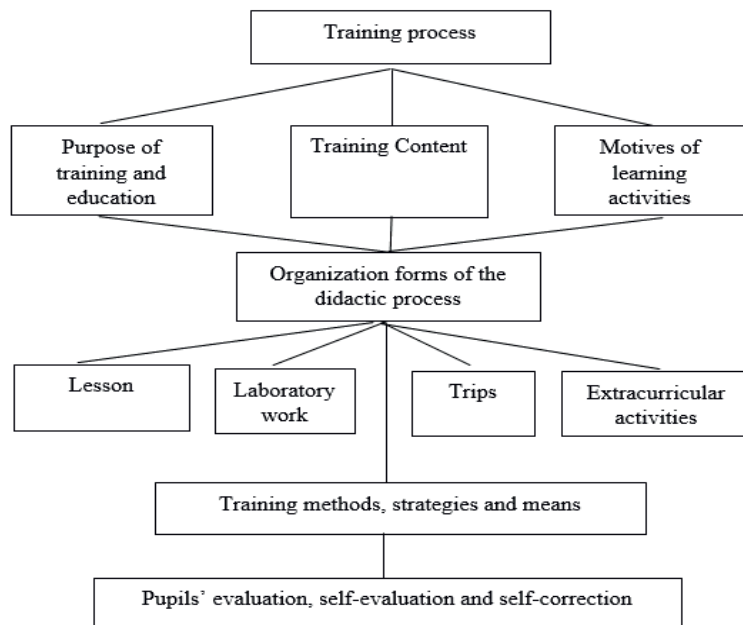 Training process
Purpose of
training and
education
Training Content
Motives of
learning
activities
Organization forms of the
didactic process
Lesson
Laboratory
work
Trips
Extracurricular
activities
Training methods, strategies and means
Pupils’ evaluation, self-evaluation and self-correction